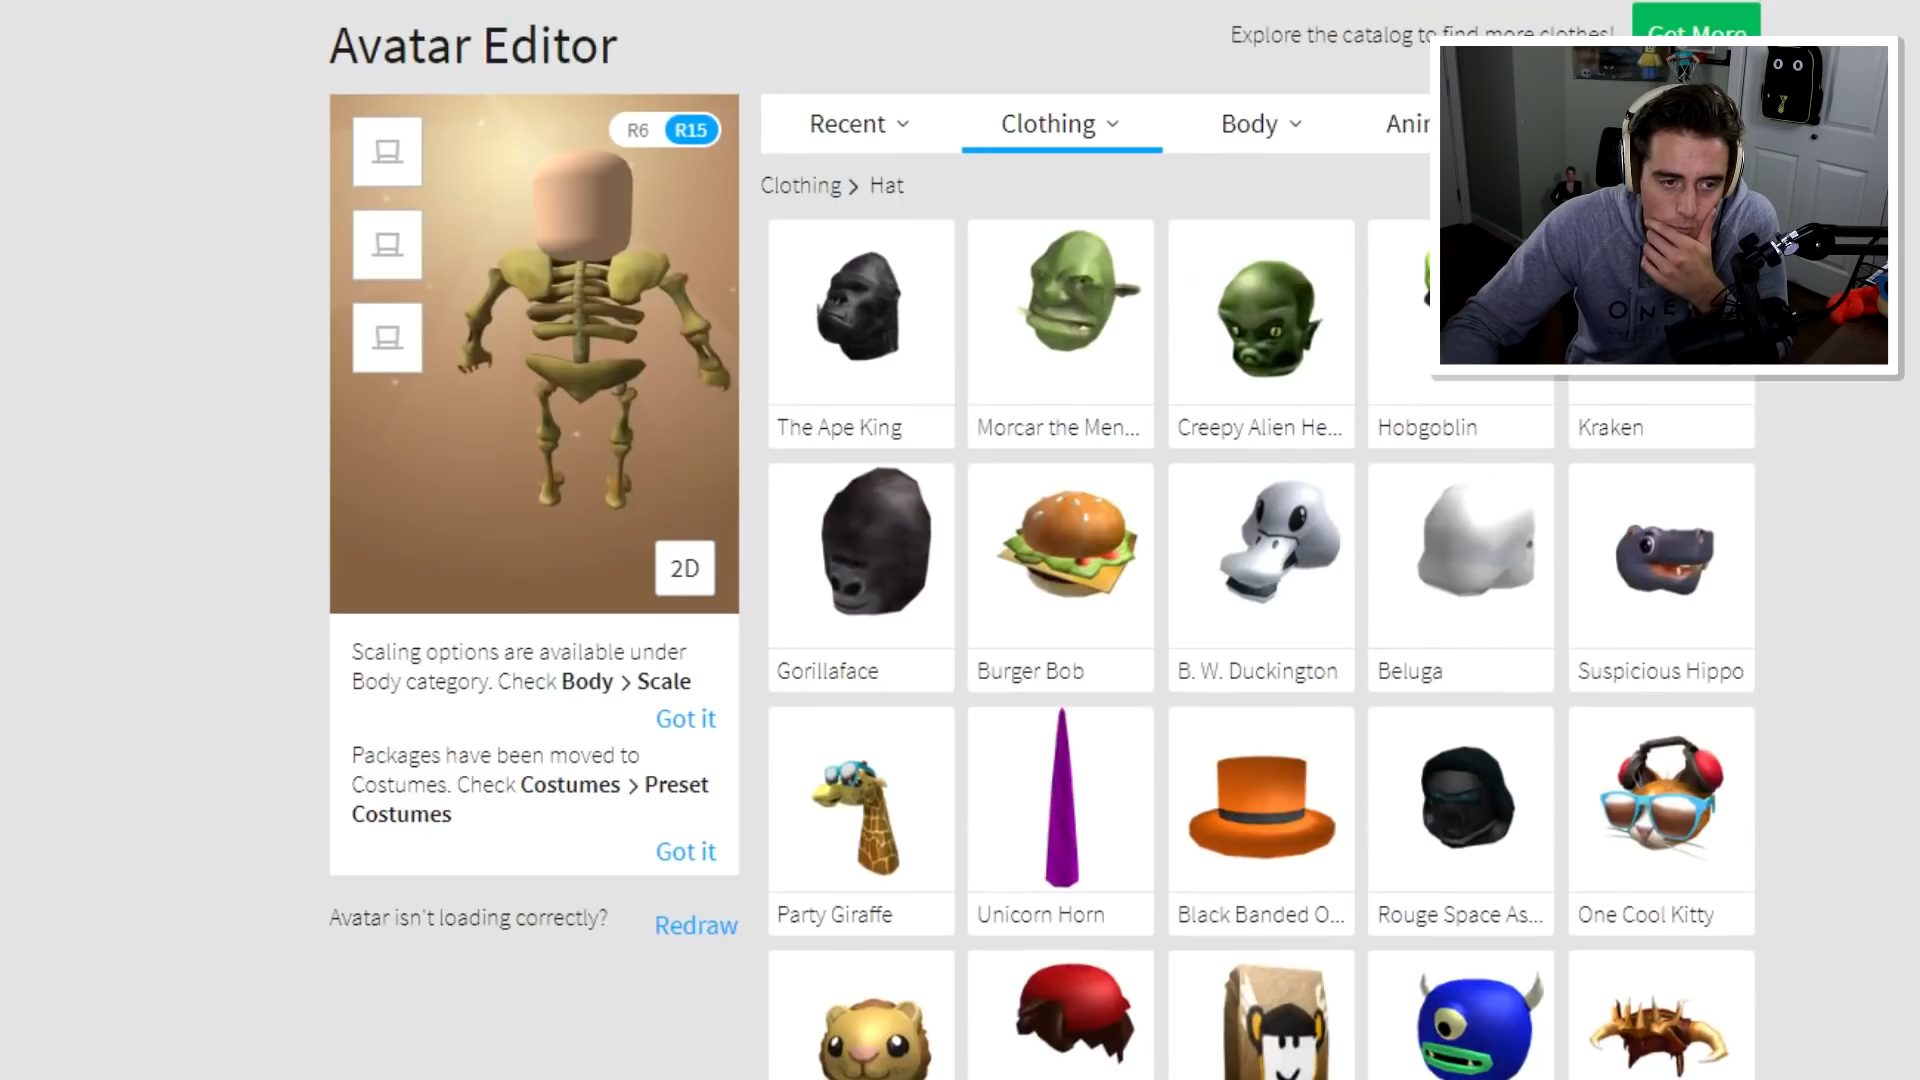 Avatar Editor
Explore the catalog to find more clothes!
Get More
R6
R15
Recent
Clothing
Body
Clothing > Hat
The Ape King
Morcar the Men...
Creepy Alien He...
Hobgoblin
Kraken
Gorillaface
Burger Bob
B. W. Duckington
Beluga
Suspicious Hippo
Party Giraffe
Unicorn Horn
Black Banded O...
Rouge Space As...
One Cool Kitty
2D
Scaling options are available under
Body category. Check Body > Scale
Got it
Packages have been moved to
Costumes. Check Costumes > Preset
Costumes
Got it
Avatar isn't loading correctly?
Redraw
ONE